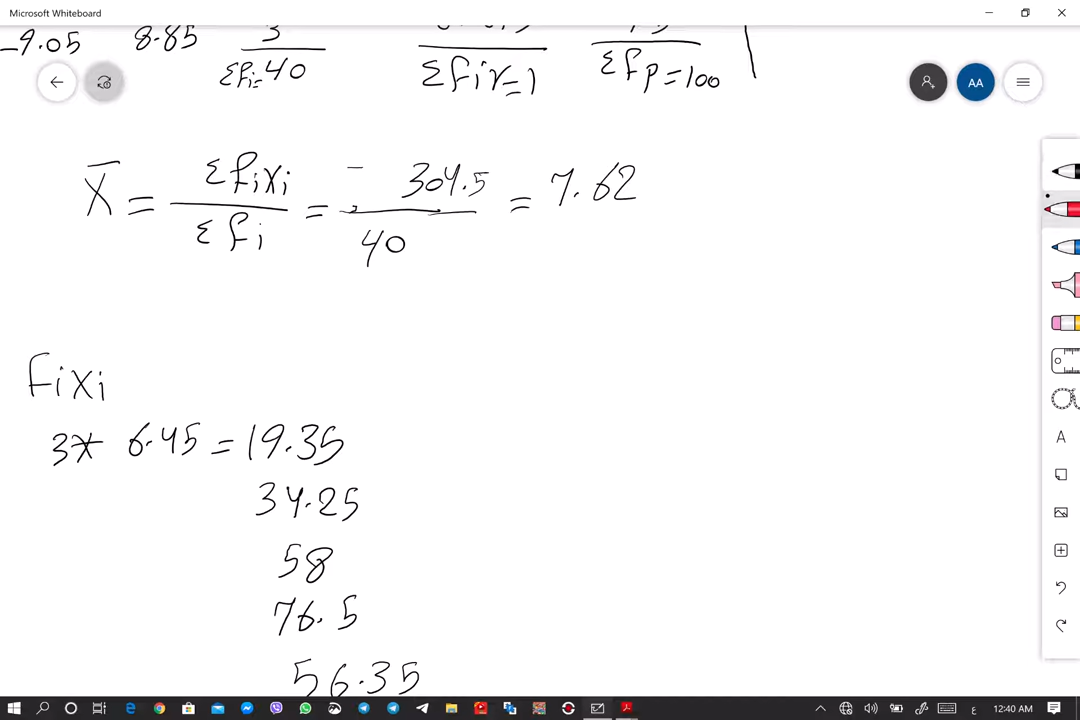 Microsoft Whiteboard
9.05 8.85 3
Σfi=40 Σfir=1 Σfp=100
AA
X̄ = Σfixi / Σfi = 304.5 / 40 = 7.62
fixi
3* 6.45 = 19.35
34.25
58
76.5
56.35
A
12:40 AM